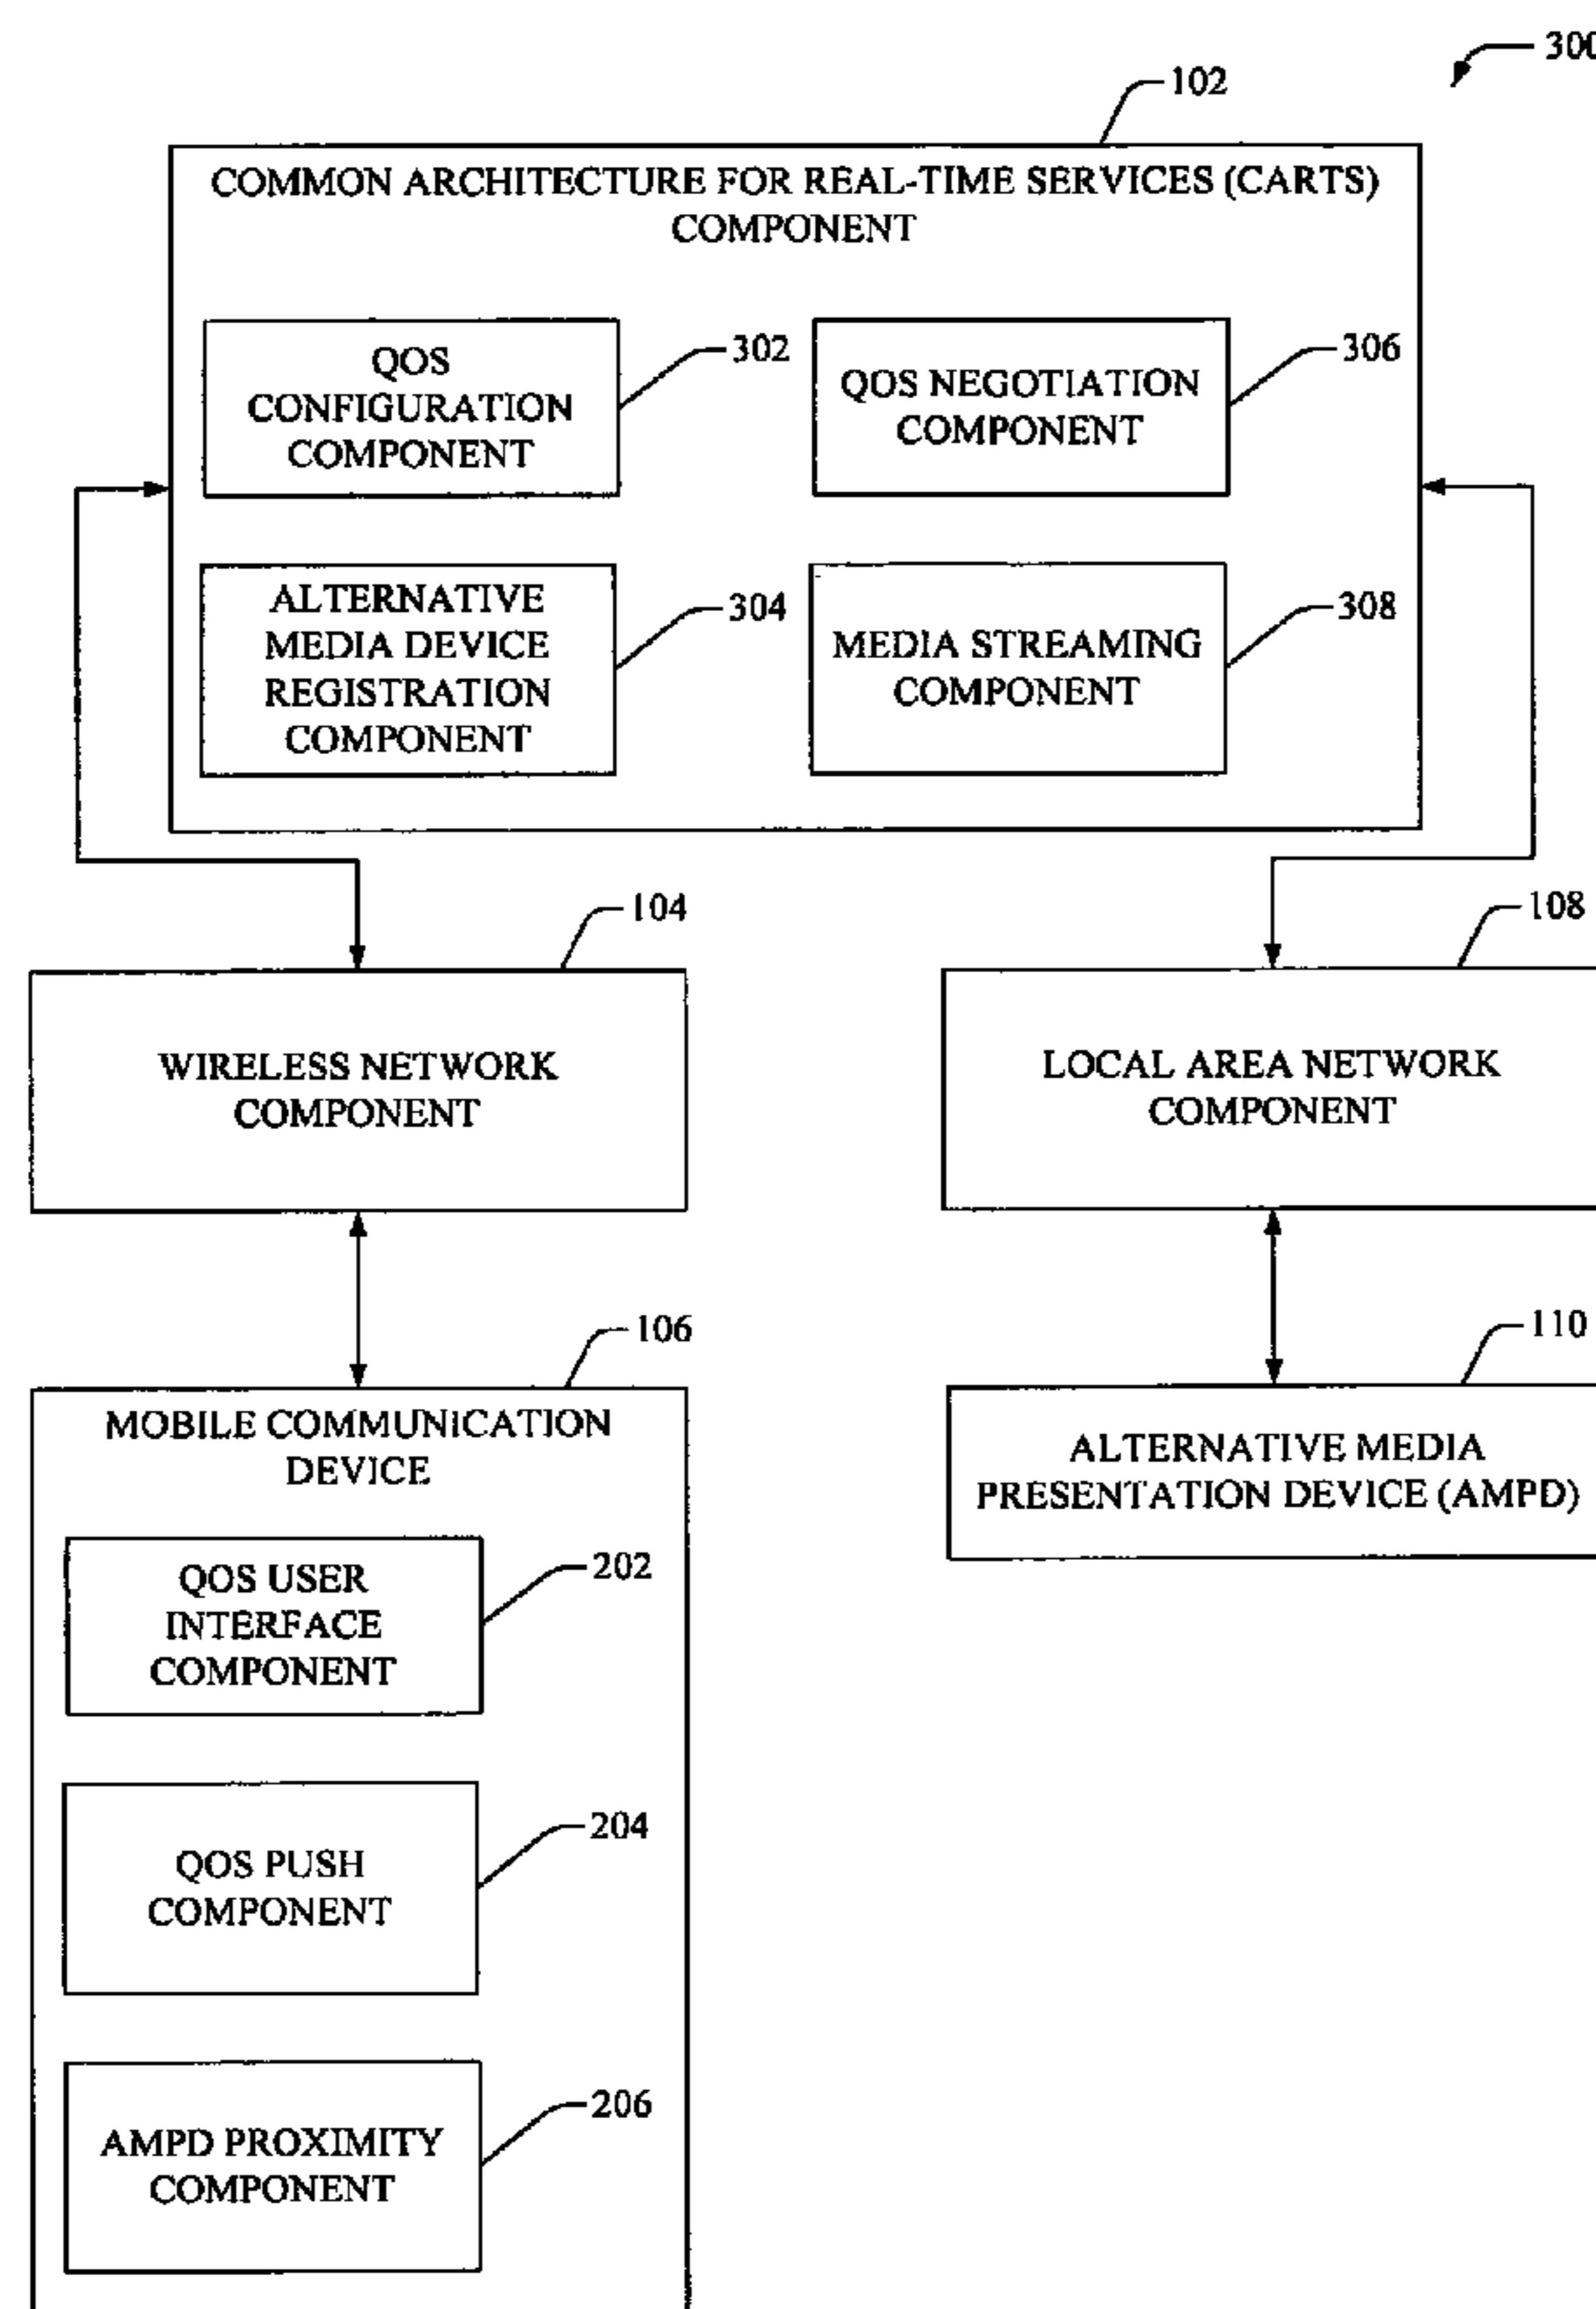 300
102
COMMON ARCHITECTURE FOR REAL-TIME SERVICES (CARTS)
COMPONENT
QOS
CONFIGURATION
COMPONENT
302
QOS NEGOTIATION
COMPONENT
306
ALTERNATIVE
MEDIA DEVICE
REGISTRATION
COMPONENT
304
MEDIA STREAMING
COMPONENT
308
104
WIRELESS NETWORK
COMPONENT
108
LOCAL AREA NETWORK
COMPONENT
106
MOBILE COMMUNICATION
DEVICE
110
ALTERNATIVE MEDIA
PRESENTATION DEVICE (AMPD)
QOS USER
INTERFACE
COMPONENT
202
QOS PUSH
COMPONENT
204
AMPD PROXIMITY
COMPONENT
206